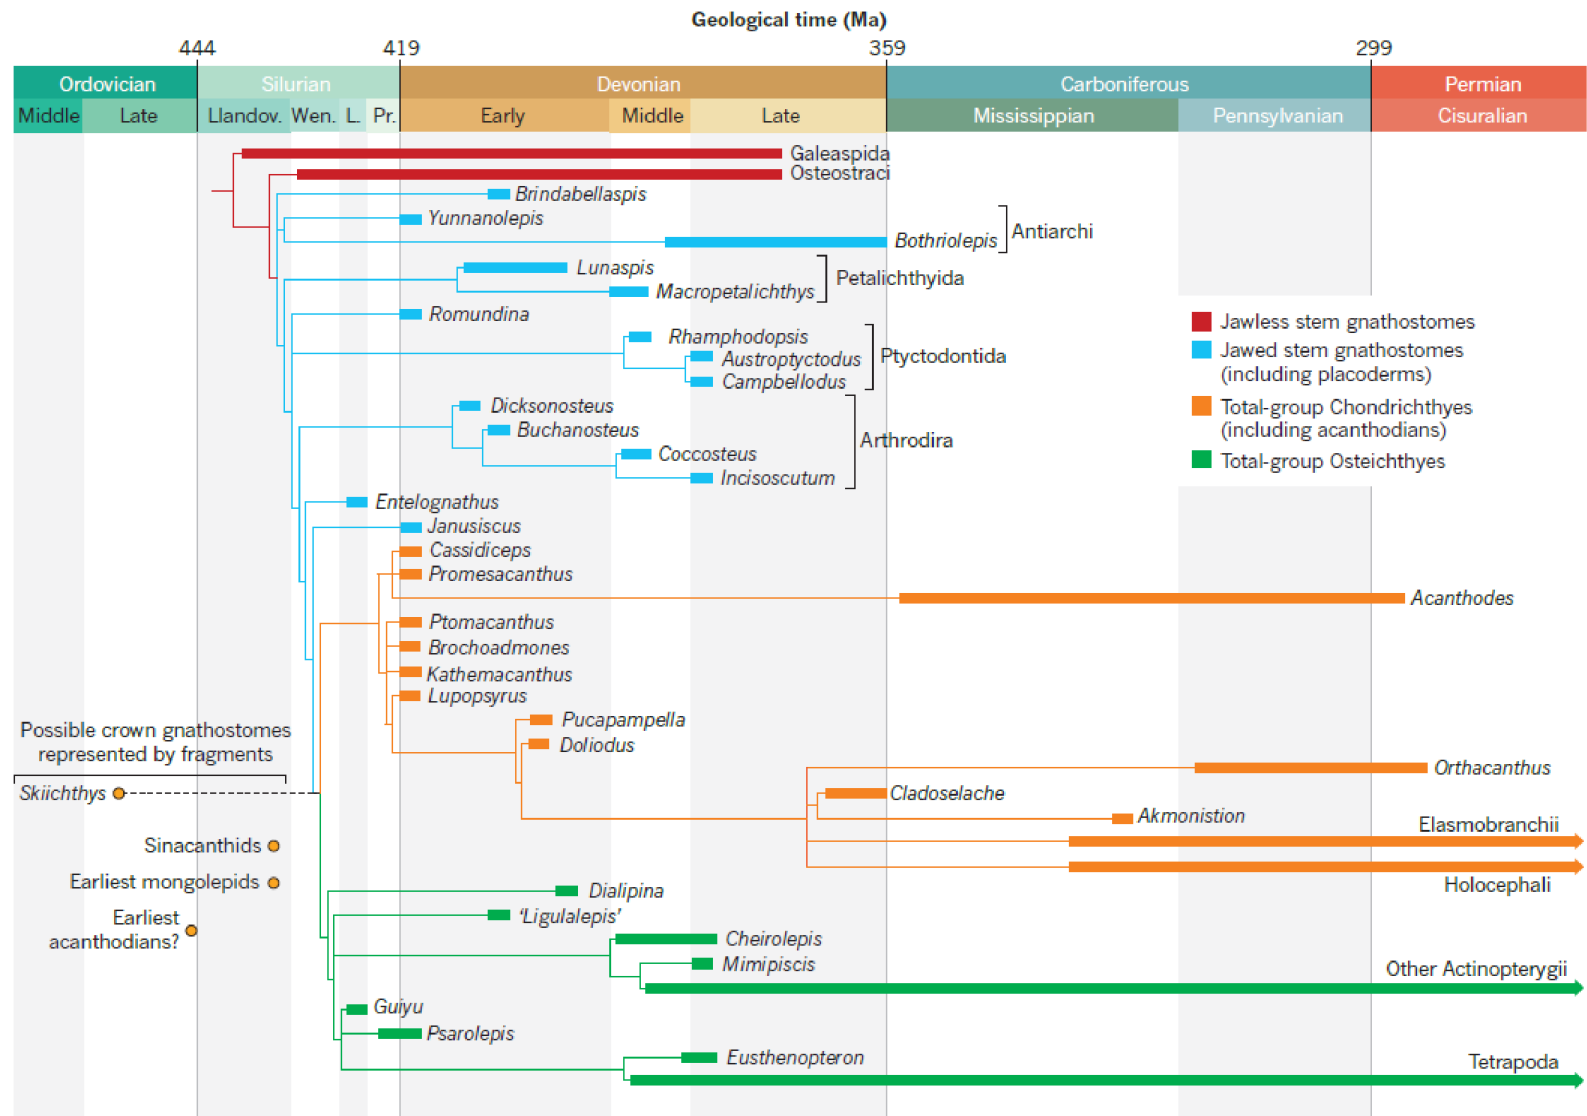 Geological time (Ma)
444 419 359 299
Ordovician Silurian Devonian Carboniferous Permian
Middle Late Llandov. Wen. L. Pr. Early Middle Late Mississippian Pennsylvanian Cisuralian
Galeaspida
Osteostraci
Brindabellaspis
Yunnanolepis
Antiarchi
Bothriolepis
Lunaspis
Petalichthyida
Macropetalichthys
Romundina
Rhamphodopsis
Ptyctodontida
Austroptyctodus
Campbellodus
Dicksonosteus
Buchanosteus
Arthrodira
Coccosteus
Incisoscutum
Entelognathus
Janusiscus
Cassidiceps
Promesacanthus
Acanthodes
Ptomacanthus
Brochoadmones
Kathemacanthus
Lupopsyrus
Pucapampella
Doliodus
Orthacanthus
Cladoselache
Akmonistion
Elasmobranchii
Holocephali
Dialipina
‘Ligulalepis’
Cheirolepis
Mimipiscis
Other Actinopterygii
Guiyu
Psarolepis
Eusthenopteron
Tetrapoda
Jawless stem gnathostomes
Jawed stem gnathostomes
(including placoderms)
Total-group Chondrichthyes
(including acanthodians)
Total-group Osteichthyes
Possible crown gnathostomes
represented by fragments
Skiichthys
Sinacanthids
Earliest mongolepids
Earliest
acanthodians?